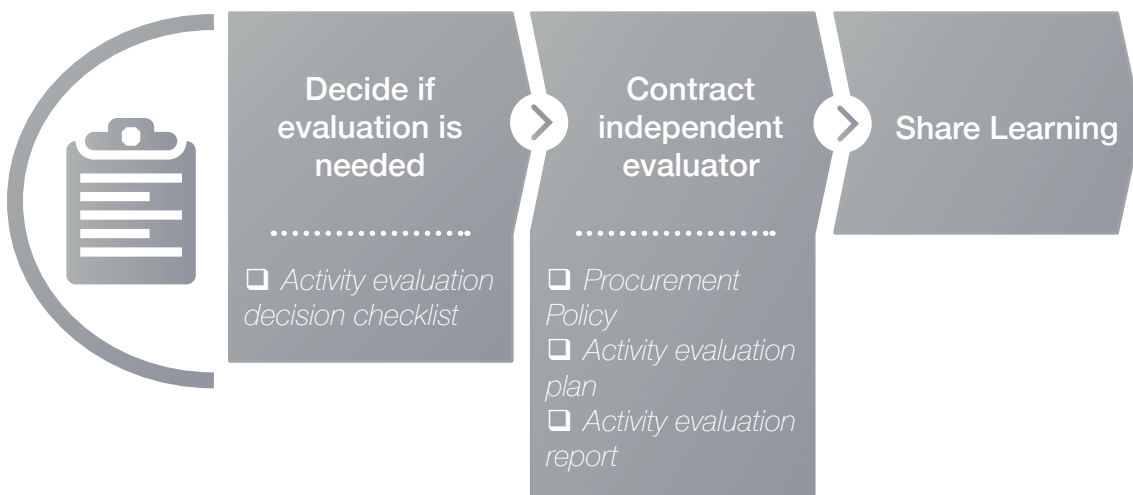 Decide if
evaluation is
needed
❑ Activity evaluation
decision checklist
Contract
independent
evaluator
❑ Procurement
Policy
❑ Activity evaluation
plan
❑ Activity evaluation
report
Share Learning